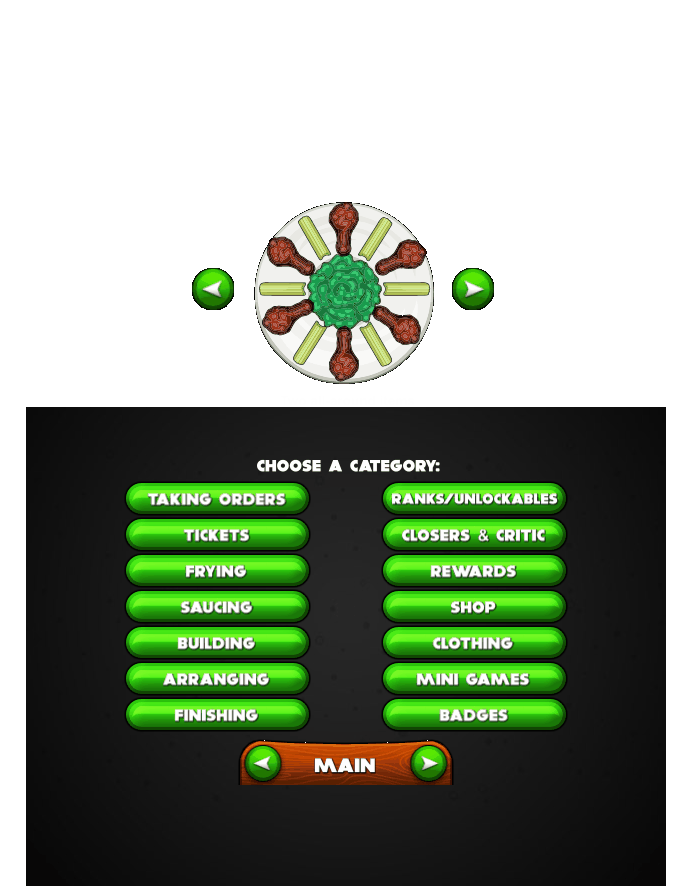 CHOOSE A CATEGORY:
TAKING ORDERS
TICKETS
FRYING
SAUCING
BUILDING
ARRANGING
FINISHING
RANKS/UNLOCKABLES
CLOSERS & CRITIC
REWARDS
SHOP
CLOTHING
MINI GAMES
BADGES
MAIN